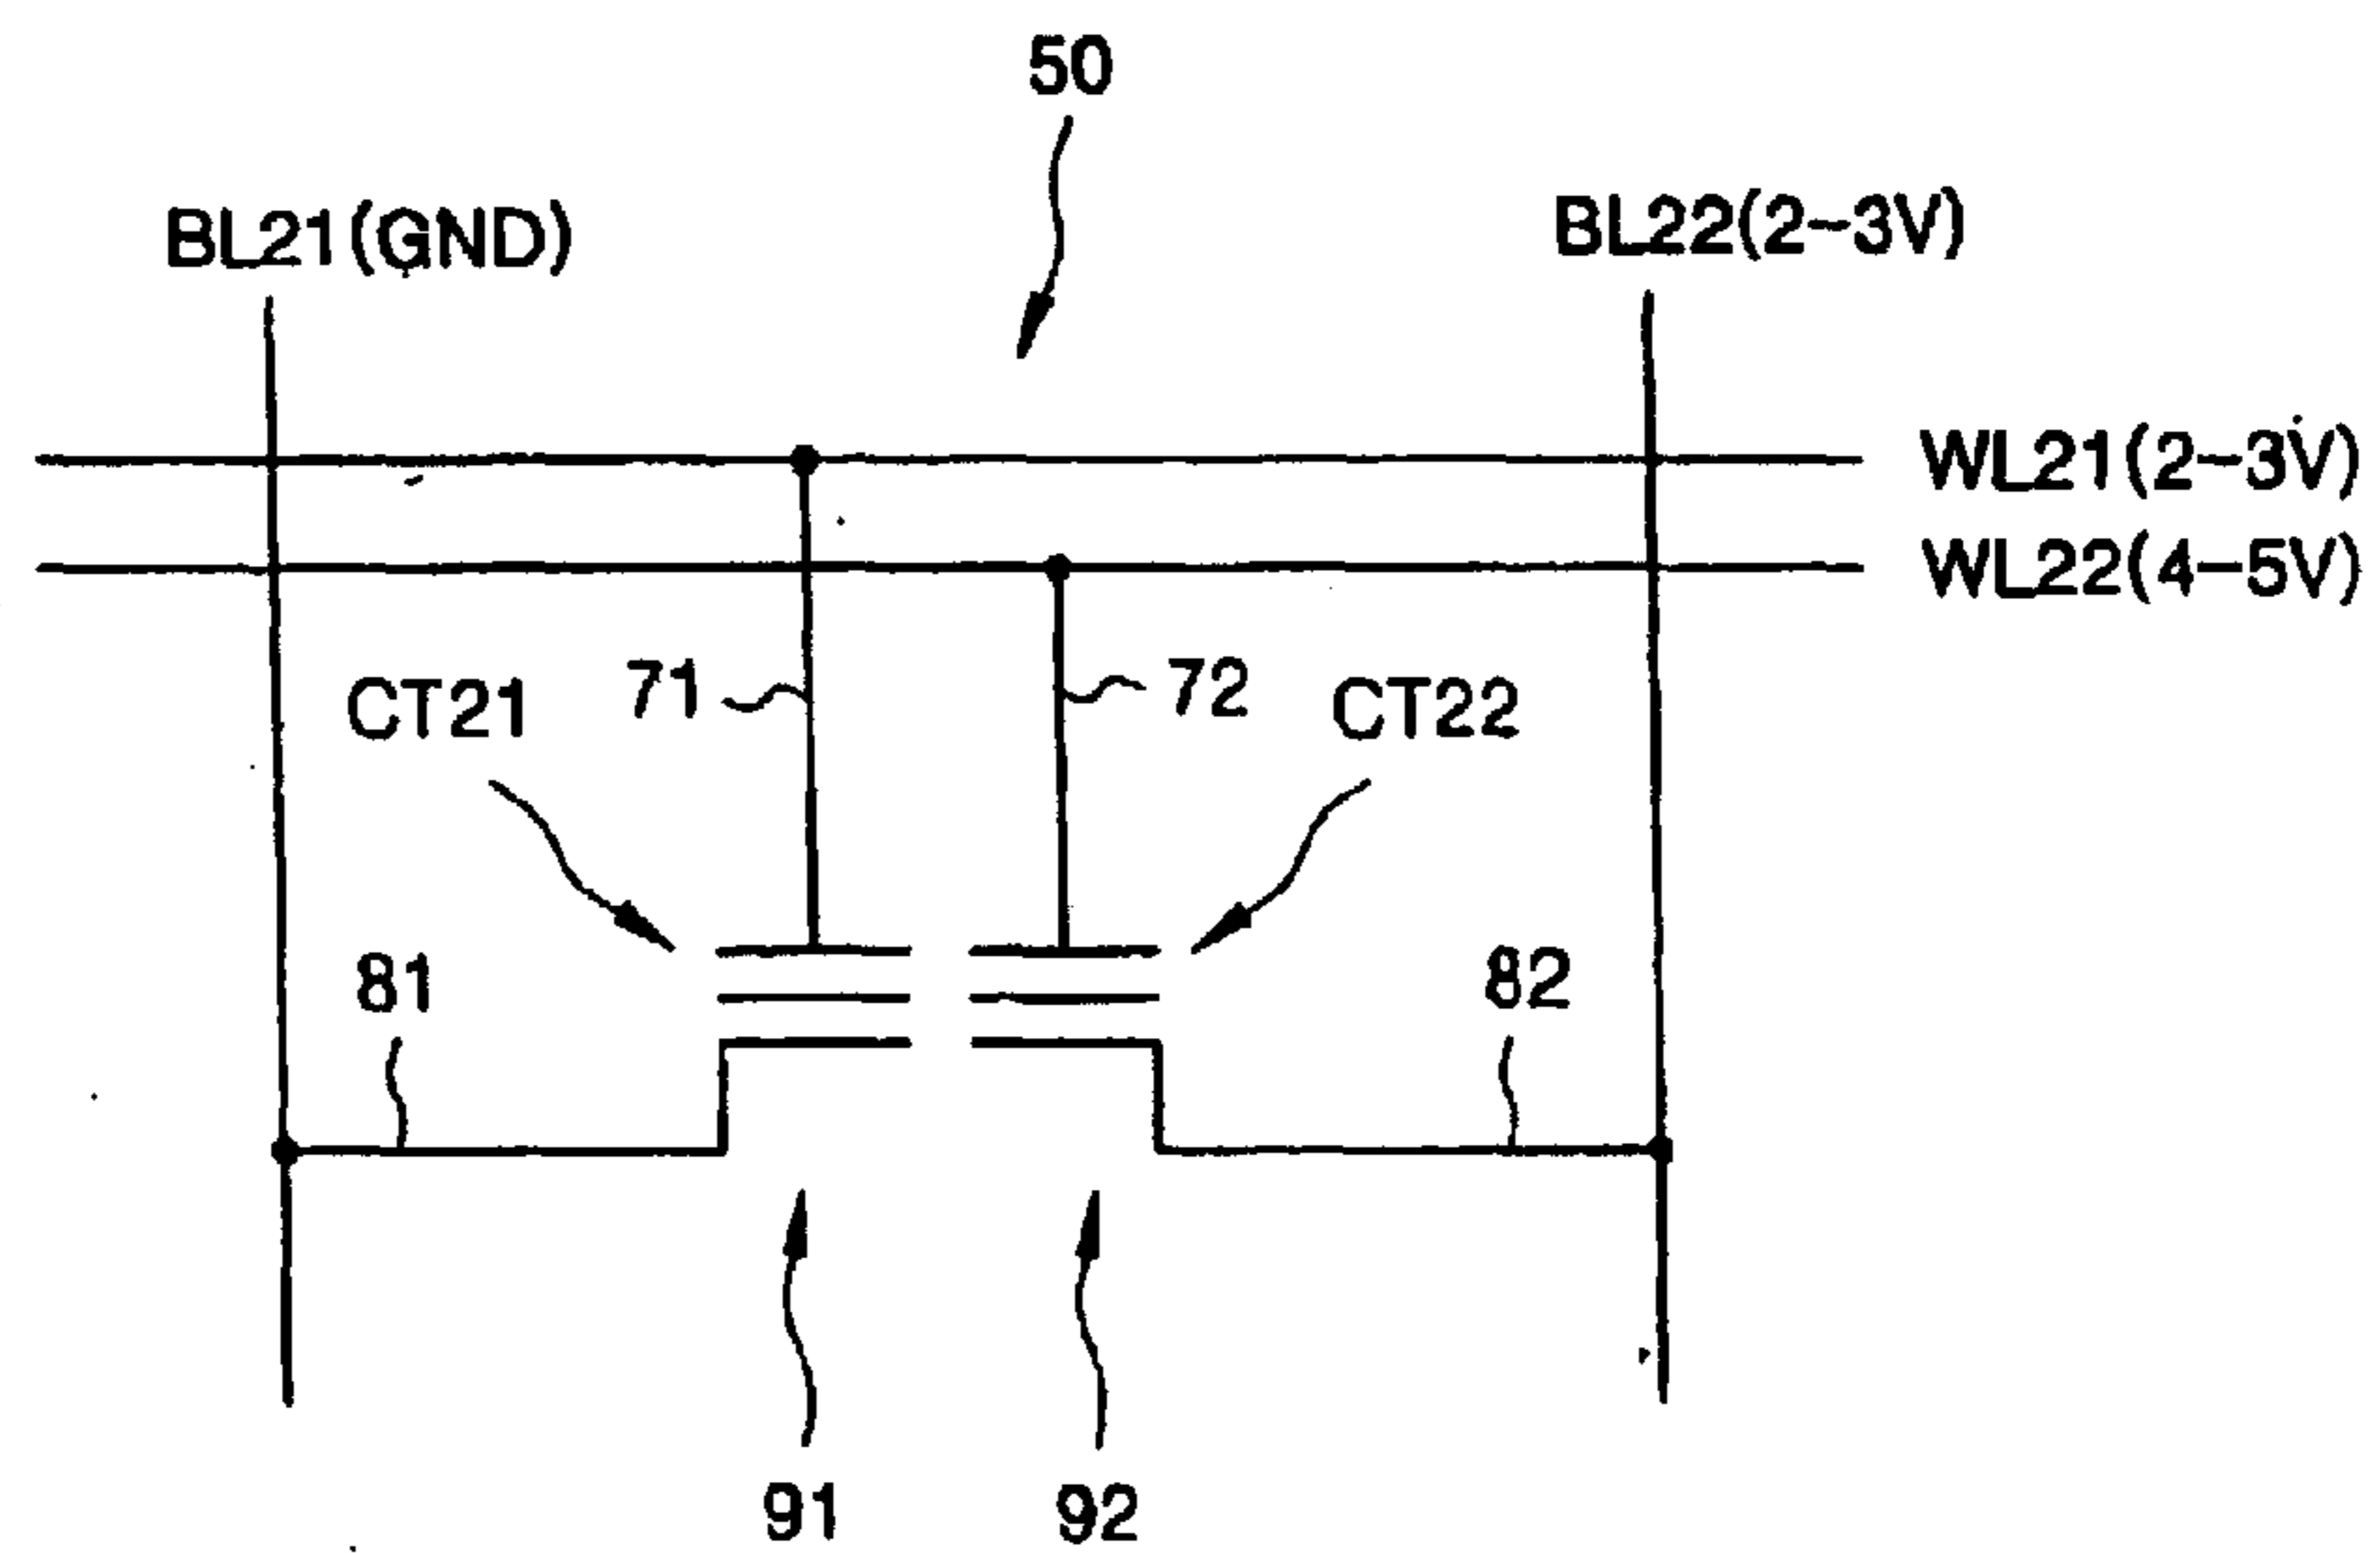 50
BL21(GND)
BL22(2~3V)
WL21(2~3V)
WL22(4-5V)
CT21
71
72
CT22
81
82
91
92